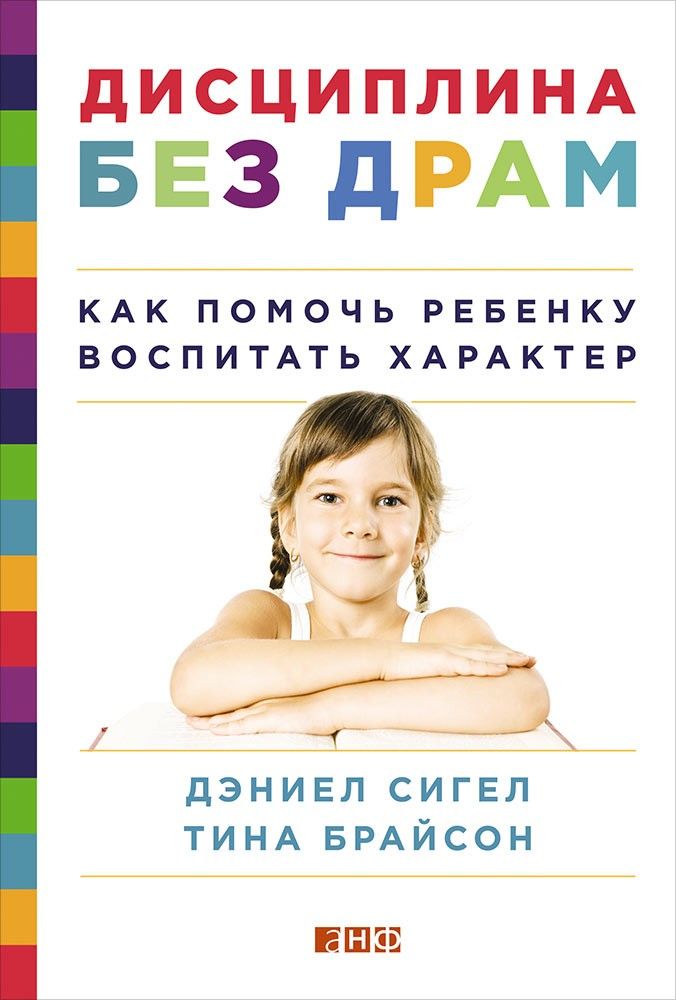 ДИСЦИПЛИНА
БЕЗ ДРАМ
КАК ПОМОЧЬ РЕБЕНКУ
ВОСПИТАТЬ ХАРАКТЕР
ДЭНИЕЛ СИГЕЛ
ТИНА БРАЙСОН
анф